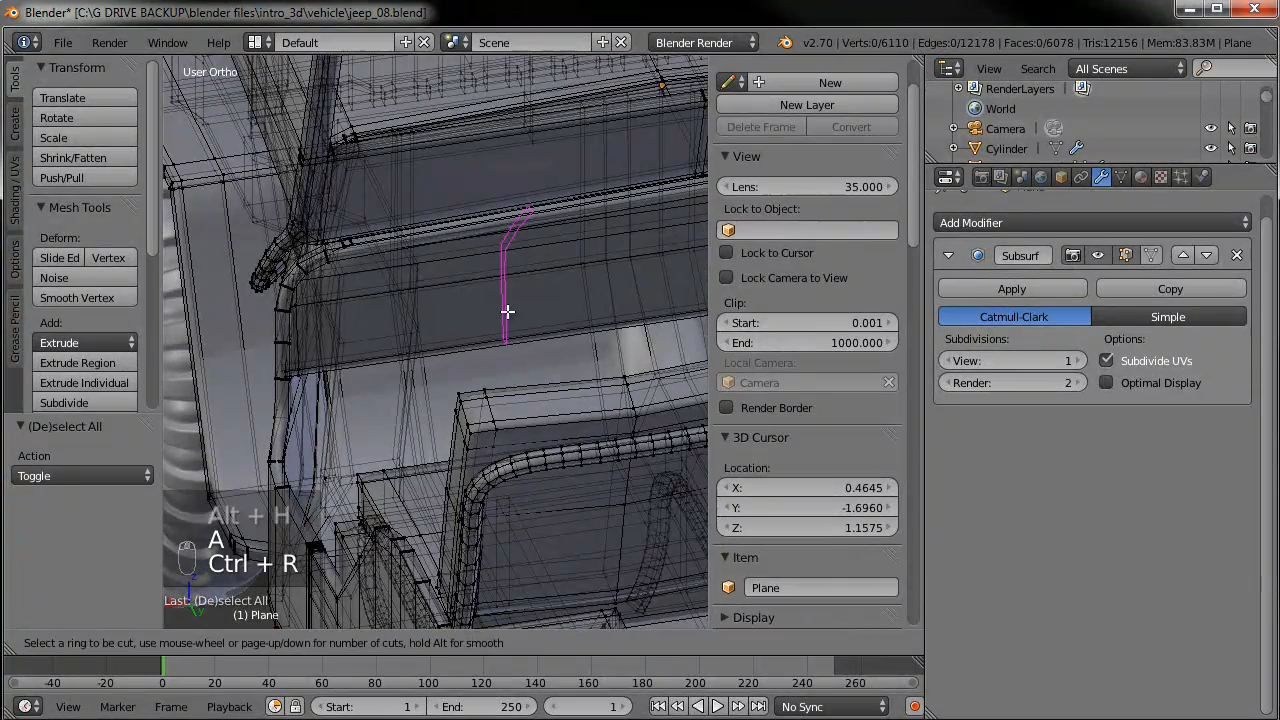 Blender* [C:\G DRIVE BACKUP\blender files\intro_3d\vehicle\jeep_08.blend]
File Render Window Help Default Scene Blender Render v2.70 | Verts:0/6110 | Edges:0/12178 | Faces:0/6078 | Tris:12156 | Mem:83.83M | Plane
Tools
Create
Shading / UVs
Options
Grease Pencil
Transform
Translate
Rotate
Scale
Shrink/Fatten
Push/Pull
Mesh Tools
Deform:
Slide Ed Vertex
Noise
Smooth Vertex
Add:
Extrude
Extrude Region
Extrude Individual
Subdivide
(De)select All
Action
Toggle
User Ortho
Alt + H
A
Ctrl + R
Last: (De)select All
(1) Plane
z
y
New
New Layer
Delete Frame Convert
View
Lens: 35.000
Lock to Object:
Lock to Cursor
Lock Camera to View
Clip:
Start: 0.001
End: 1000.000
Local Camera:
Camera
Render Border
3D Cursor
Location:
X: 0.4645
Y: -1.6960
Z: 1.1575
Item
Plane
Display
View Search All Scenes
RenderLayers
World
Camera
Cylinder
Add Modifier
Subsurf
Apply Copy
Catmull-Clark Simple
Subdivisions: Options:
View: 1 Subdivide UVs
Render: 2 Optimal Display
Select a ring to be cut, use mouse-wheel or page-up/down for number of cuts, hold Alt for smooth
-40 -20 0 20 40 60 80 100 120 140 160 180 200 220 240 260
View Marker Frame Playback Start: 1 End: 250 1 No Sync